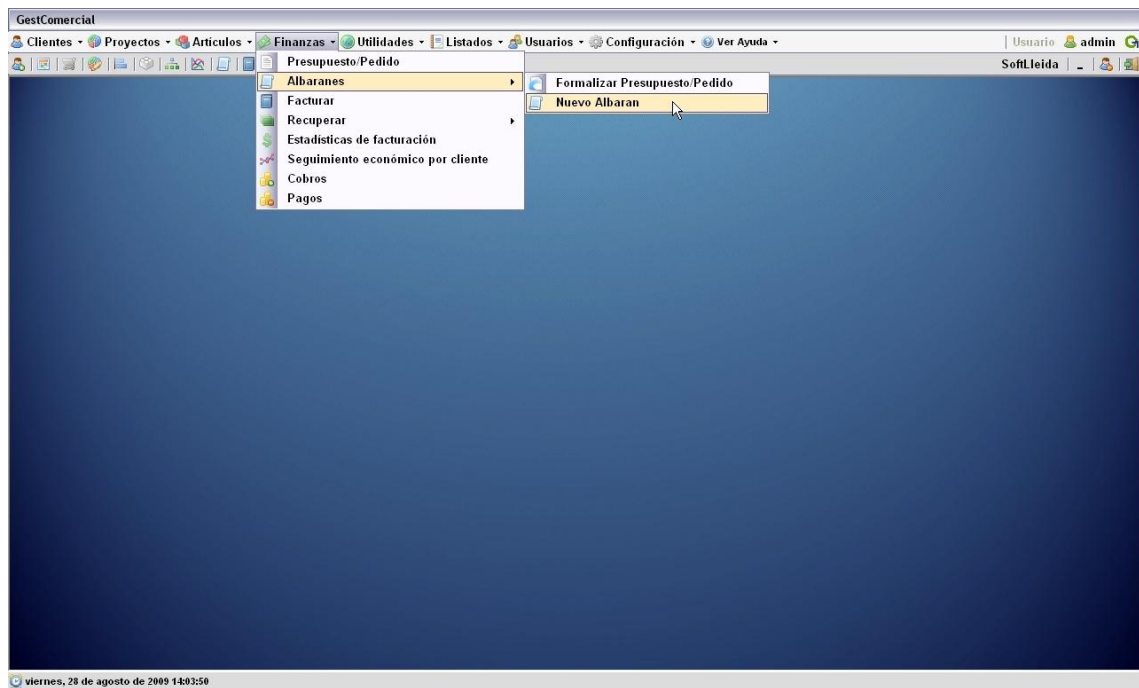 GestComercial
Clientes Proyectos Artículos Finanzas Utilidades Listados Usuarios Configuración Ver Ayuda | Usuario admin
SoftLleida | _ |
Presupuesto/Pedido
Albaranes
Formalizar Presupuesto/Pedido
Facturar
Nuevo Albaran
Recuperar
Estadísticas de facturación
Seguimiento económico por cliente
Cobros
Pagos
viernes, 28 de agosto de 2009 14:03:50